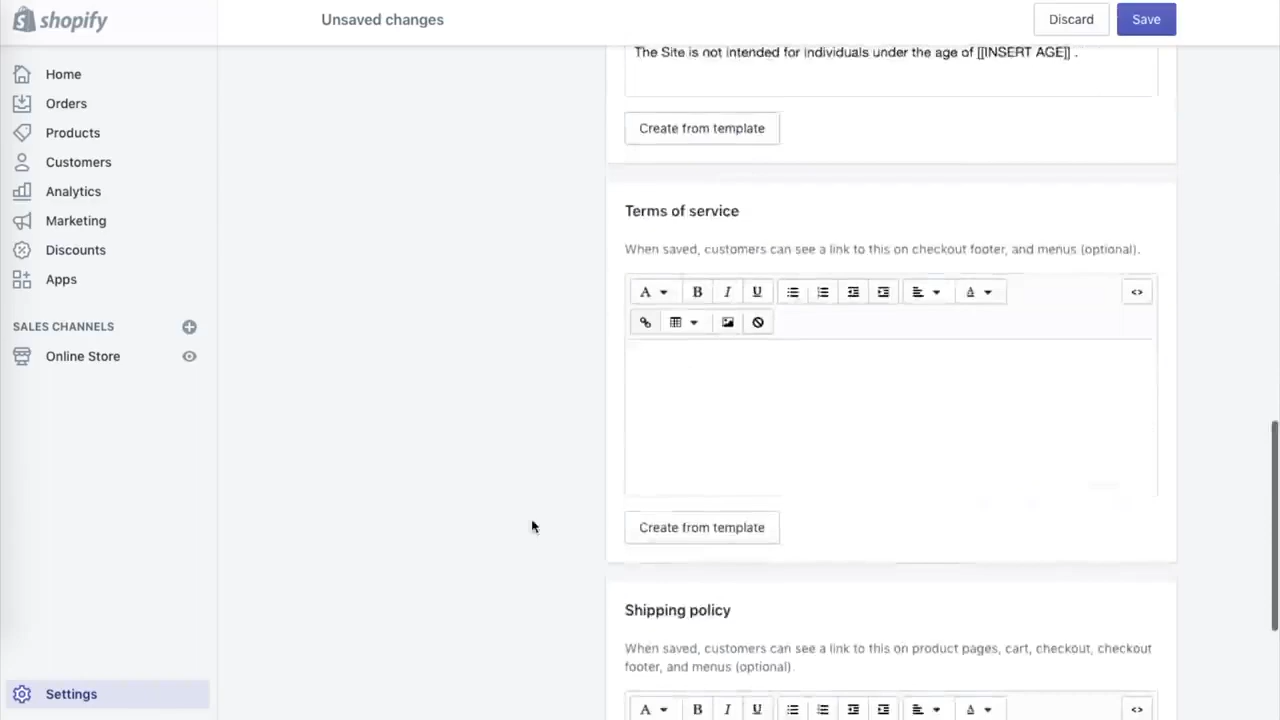 shopify
Unsaved changes
Discard
Save
Home
Orders
Products
Customers
Analytics
Marketing
Discounts
Apps
SALES CHANNELS
Online Store
Settings
The Site is not intended for individuals under the age of [[INSERT AGE]] .
Create from template
Terms of service
When saved, customers can see a link to this on checkout footer, and menus (optional).
A B I U A <>
Create from template
Shipping policy
When saved, customers can see a link to this on product pages, cart, checkout, checkout
footer, and menus (optional).
A B I U A <>